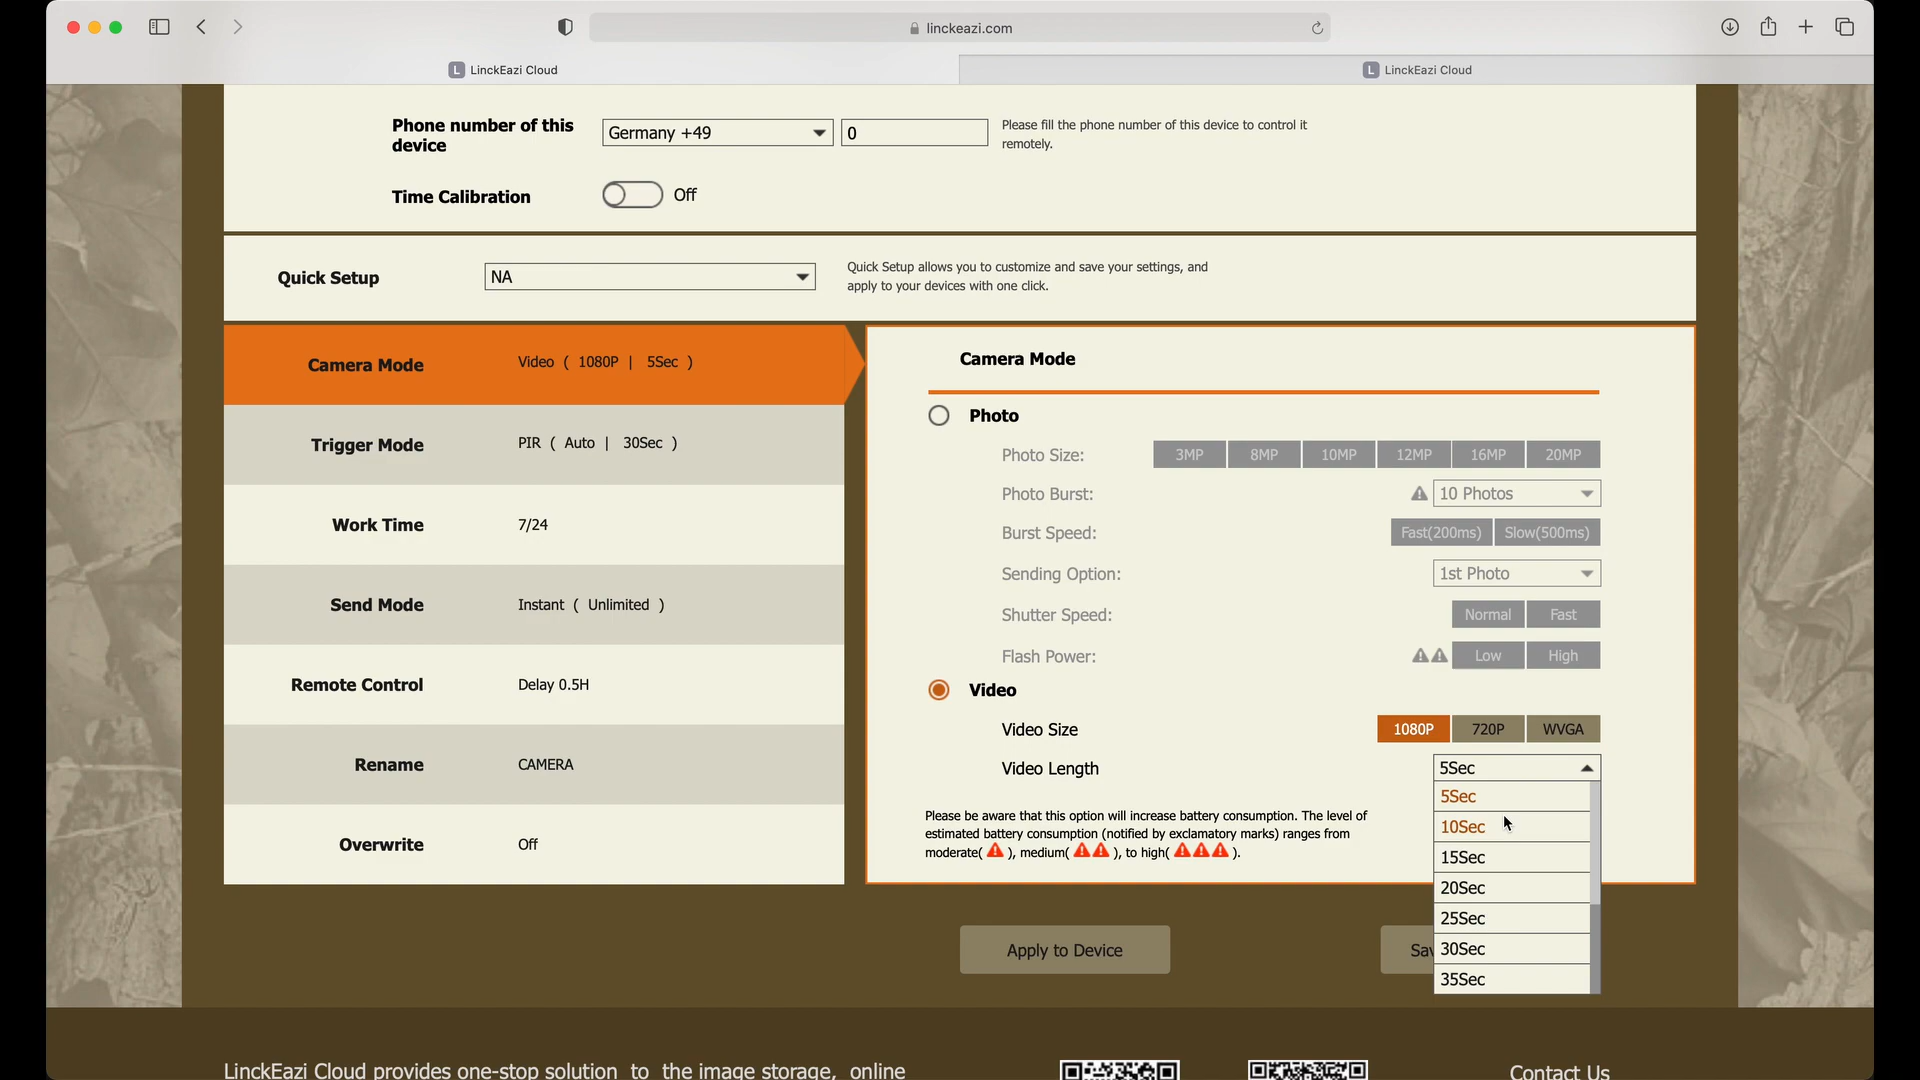 linckeazi.com
L LinckEazi Cloud
L LinckEazi Cloud
Phone number of this
device
Germany +49
0
Please fill the phone number of this device to control it
remotely.
Time Calibration
Off
Quick Setup
NA
Quick Setup allows you to customize and save your settings, and
apply to your devices with one click.
Camera Mode Video ( 1080P | 5Sec )
Trigger Mode PIR ( Auto | 30Sec )
Work Time 7/24
Send Mode Instant ( Unlimited )
Remote Control Delay 0.5H
Rename CAMERA
Overwrite Off
Camera Mode
Photo
Photo Size: 3MP 8MP 10MP 12MP 16MP 20MP
Photo Burst: 10 Photos
Burst Speed: Fast(200ms) Slow(500ms)
Sending Option: 1st Photo
Shutter Speed: Normal Fast
Flash Power: Low High
Video
Video Size 1080P 720P WVGA
Video Length 5Sec
5Sec
10Sec
15Sec
20Sec
25Sec
30Sec
35Sec
Please be aware that this option will increase battery consumption. The level of
estimated battery consumption (notified by exclamatory marks) ranges from
moderate( ), medium( ), to high( ).
Apply to Device
LinckEazi Cloud provides one-stop solution to the image storage, online
Contact Us